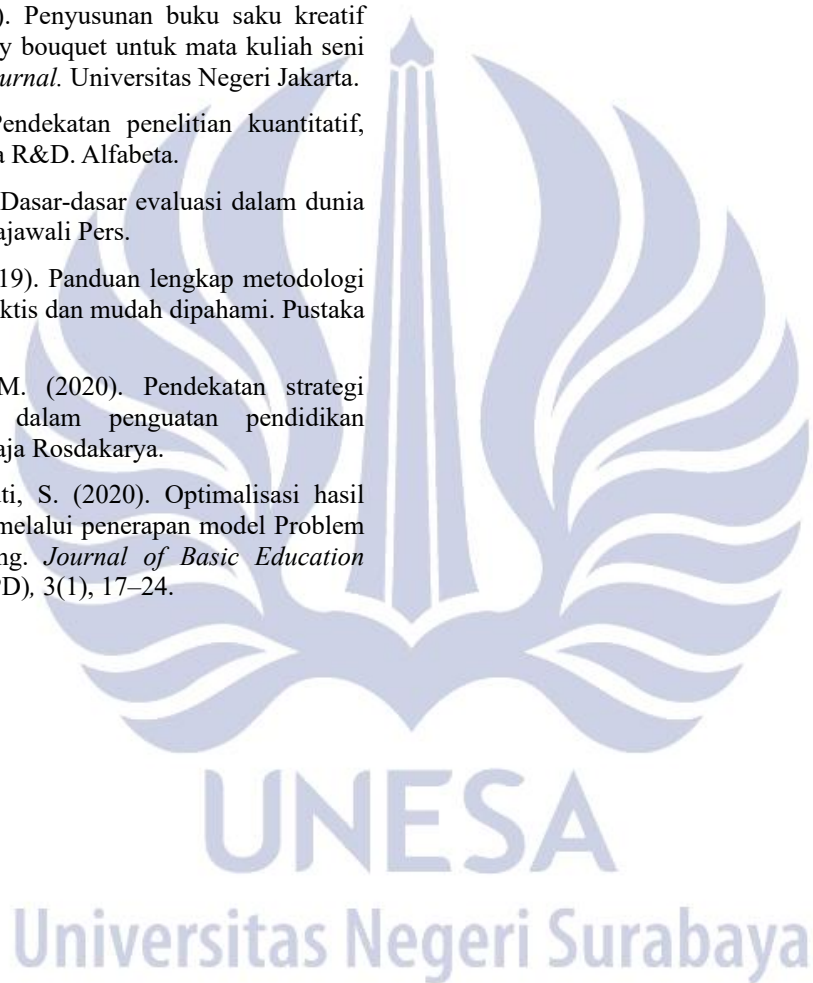 ). Penyusunan buku saku kreatif
y bouquet untuk mata kuliah seni
urnal. Universitas Negeri Jakarta.
Pendekatan penelitian kuantitatif,
a R&D. Alfabeta.
Dasar-dasar evaluasi dalam dunia
ajawali Pers.
19). Panduan lengkap metodologi
ktis dan mudah dipahami. Pustaka
M. (2020). Pendekatan strategi
dalam penguatan pendidikan
aja Rosdakarya.
ti, S. (2020). Optimalisasi hasil
melalui penerapan model Problem
ng. Journal of Basic Education
PD), 3(1), 17–24.
UNESA
Universitas Negeri Surabaya